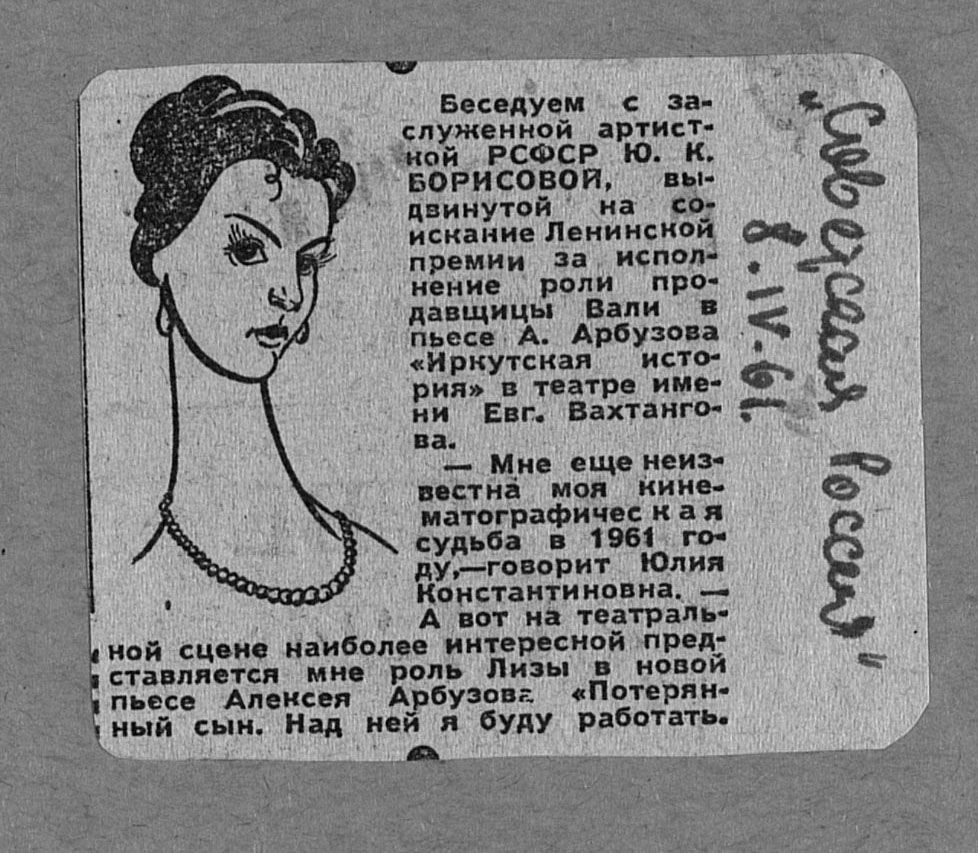 Беседуем с за-
служенной артист-
кой РСФСР Ю. К.
БОРИСОВОЙ, вы-
двинутой на со-
искание Ленинской
премии за испол-
нение роли про-
давщицы Вали в
пьесе А. Арбузова
«Иркутская исто-
рия» в театре име-
ни Евг. Вахтанго-
ва.
— Мне еще неиз-
вестна моя кине-
матографическая
судьба в 1961 го-
ду,—говорит Юлия
Константиновна. —
А вот на театраль-
ной сцене наиболее интересной пред-
ставляется мне роль Лизы в новой
пьесе Алексея Арбузова «Потерян-
ный сын. Над ней я буду работать.
„Советская Россия"
8.IV-61.